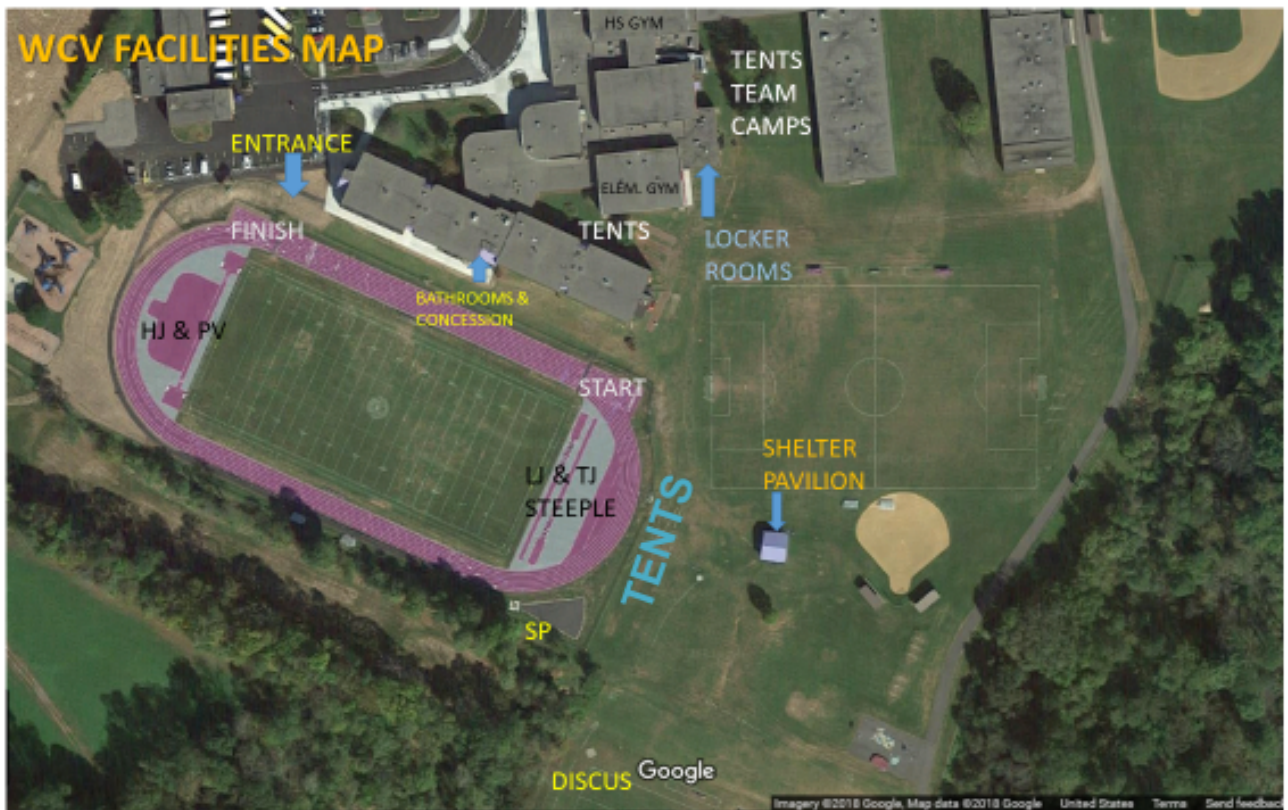 WCV FACILITIES MAP
HS GYM
TENTS
TEAM
CAMPS
ENTRANCE
ELEM. GYM
FINISH
TENTS
LOCKER
ROOMS
BATHROOMS &
CONCESSION
HJ & PV
START
SHELTER
PAVILION
LJ & TJ
STEEPLE
TENTS
SP
DISCUS
Google
Imagery ©2018 Google, Map data ©2018 Google United States Terms Send feedback